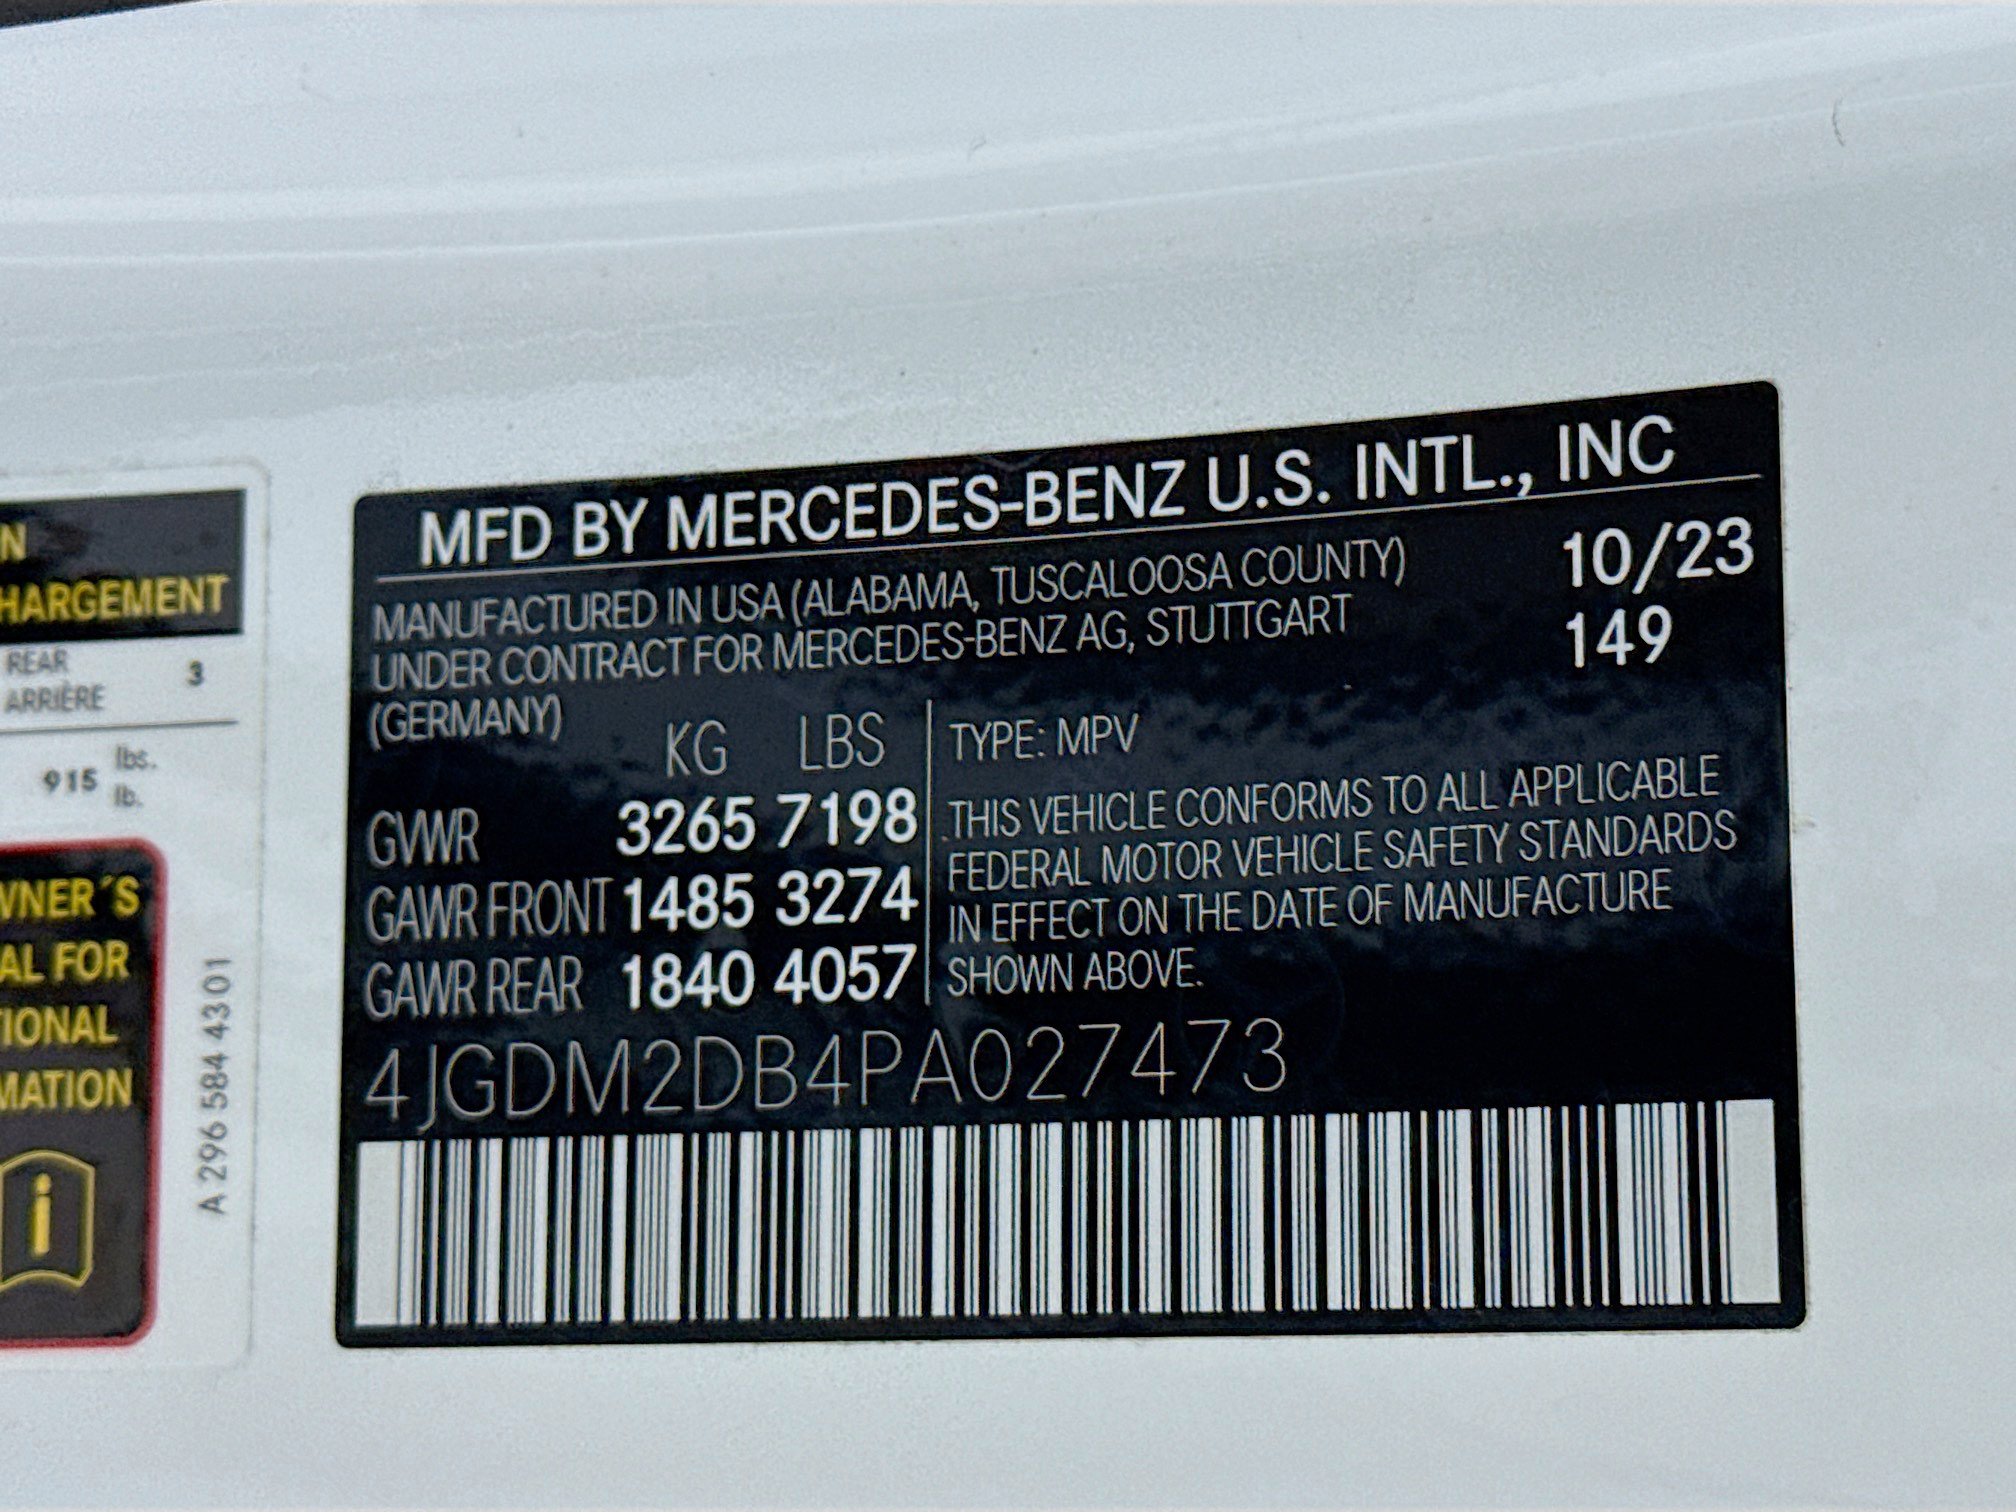 N
HARGEMENT
REAR
ARRIÈRE
3
915
lbs.
lb.
WNER´S
AL FOR
TIONAL
MATION
i
A 296 584 43 01
MFD BY MERCEDES-BENZ U.S. INTL., INC
MANUFACTURED IN USA (ALABAMA, TUSCALOOSA COUNTY)
UNDER CONTRACT FOR MERCEDES-BENZ AG, STUTTGART
(GERMANY)
10/23
149
KG LBS
GVWR 3265 7198
GAWR FRONT 1485 3274
GAWR REAR 1840 4057
TYPE: MPV
THIS VEHICLE CONFORMS TO ALL APPLICABLE
FEDERAL MOTOR VEHICLE SAFETY STANDARDS
IN EFFECT ON THE DATE OF MANUFACTURE
SHOWN ABOVE.
4JGDM2DB4PA027473